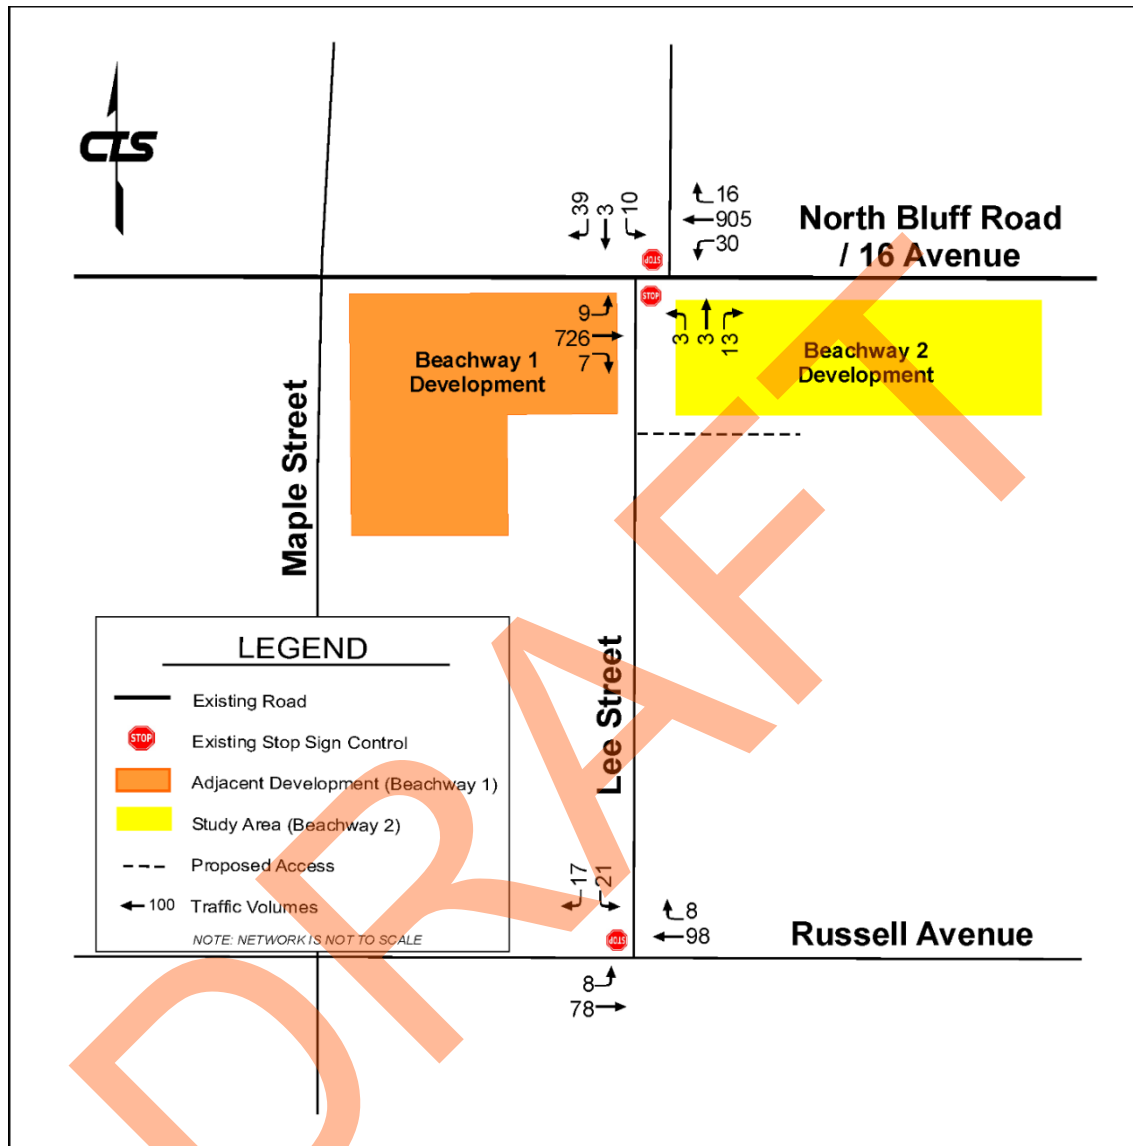 CTS
39
3
10
16
905
30
North Bluff Road
/ 16 Avenue
STOP
STOP
9
726
7
3
3
13
Beachway 1
Development
Beachway 2
Development
Maple Street
Lee Street
LEGEND
Existing Road
STOP
Existing Stop Sign Control
Adjacent Development (Beachway 1)
Study Area (Beachway 2)
Proposed Access
100
Traffic Volumes
NOTE: NETWORK IS NOT TO SCALE
17
21
8
98
STOP
Russell Avenue
8
78
DRAFT